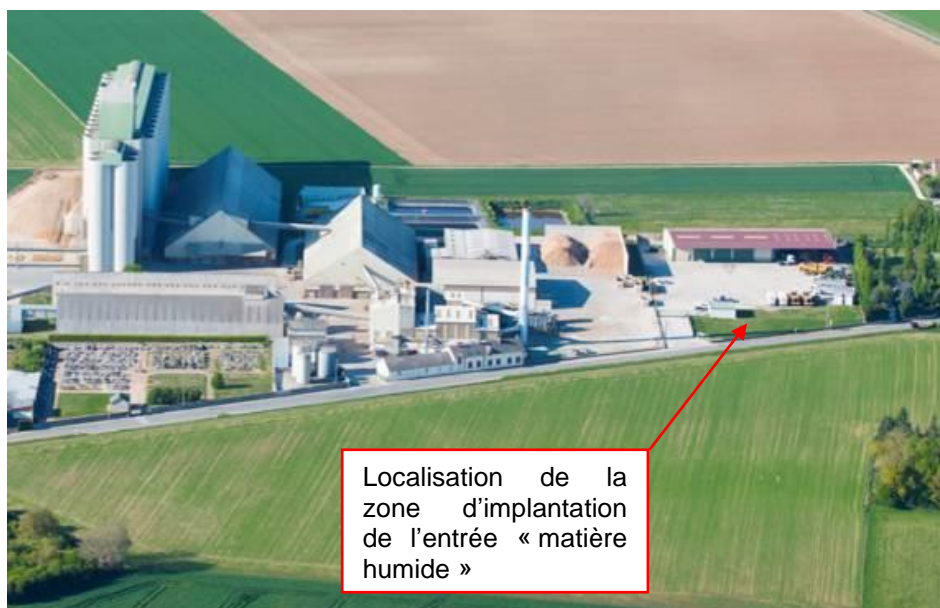 Localisation de la
zone d’implantation
de l’entrée « matière
humide »